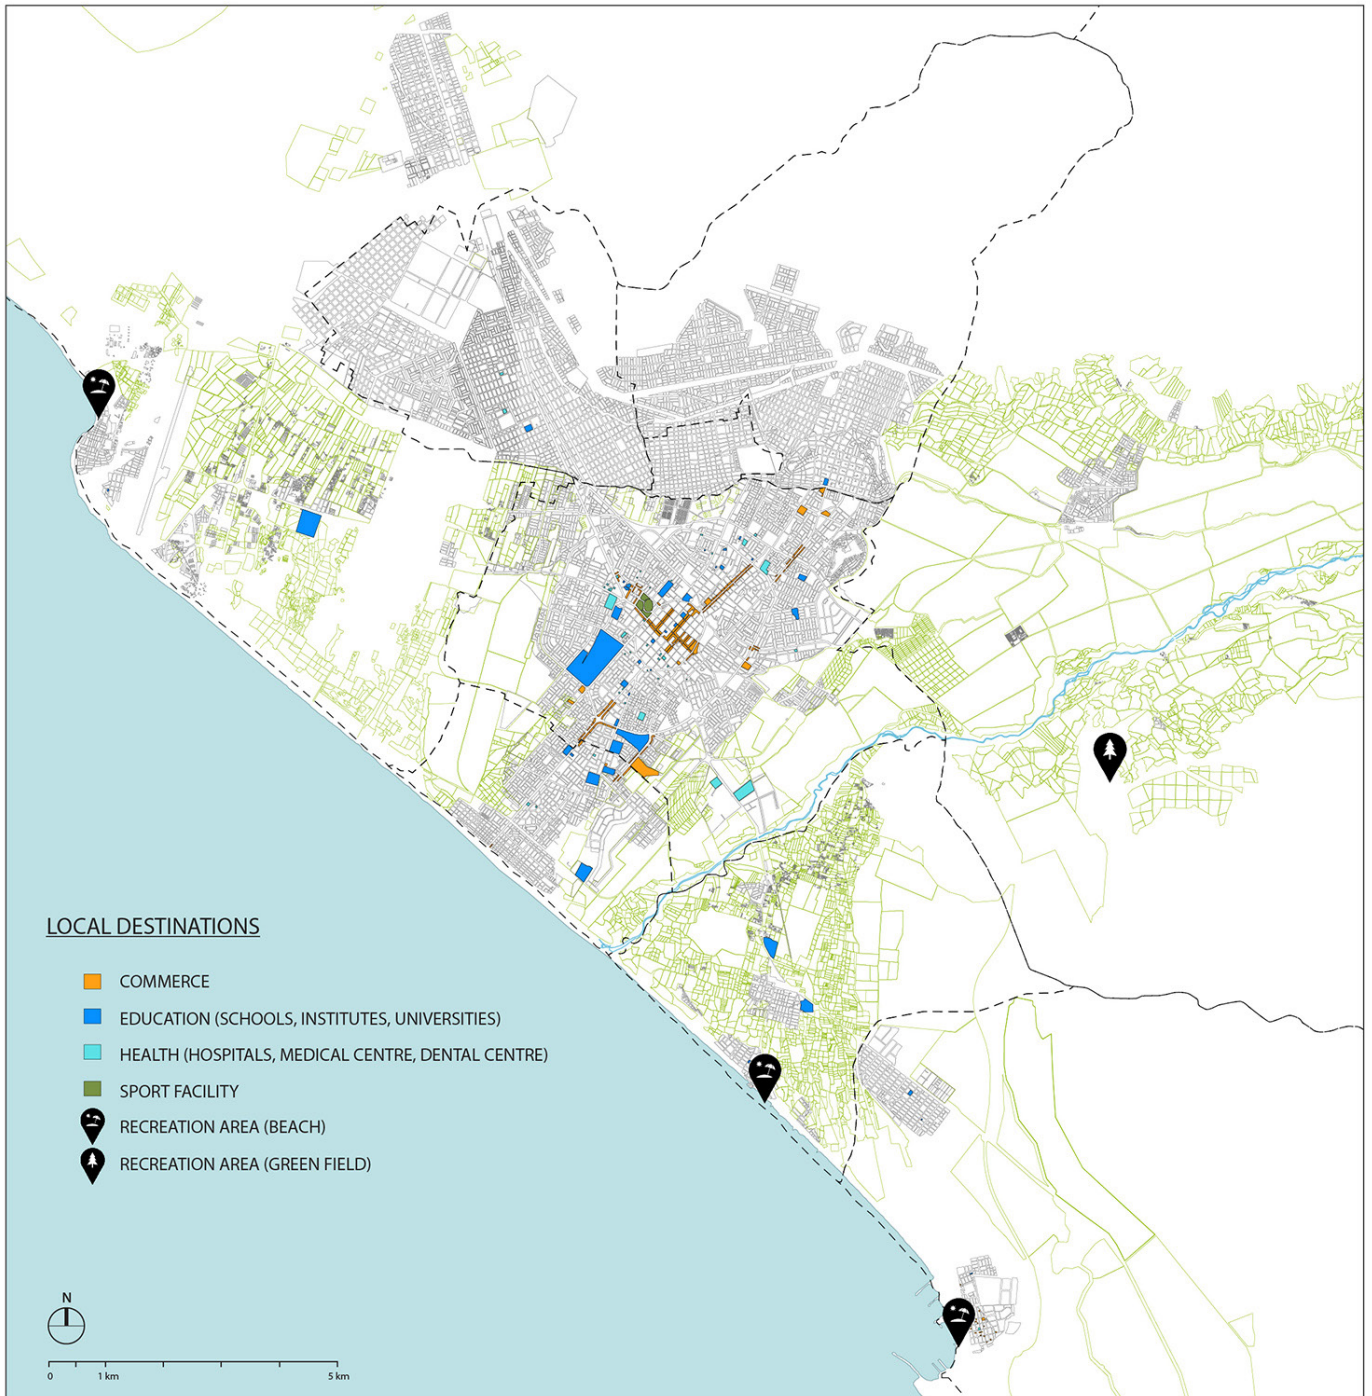 LOCAL DESTINATIONS
COMMERCE
EDUCATION (SCHOOLS, INSTITUTES, UNIVERSITIES)
HEALTH (HOSPITALS, MEDICAL CENTRE, DENTAL CENTRE)
SPORT FACILITY
RECREATION AREA (BEACH)
RECREATION AREA (GREEN FIELD)
N
0 1 km 5 km